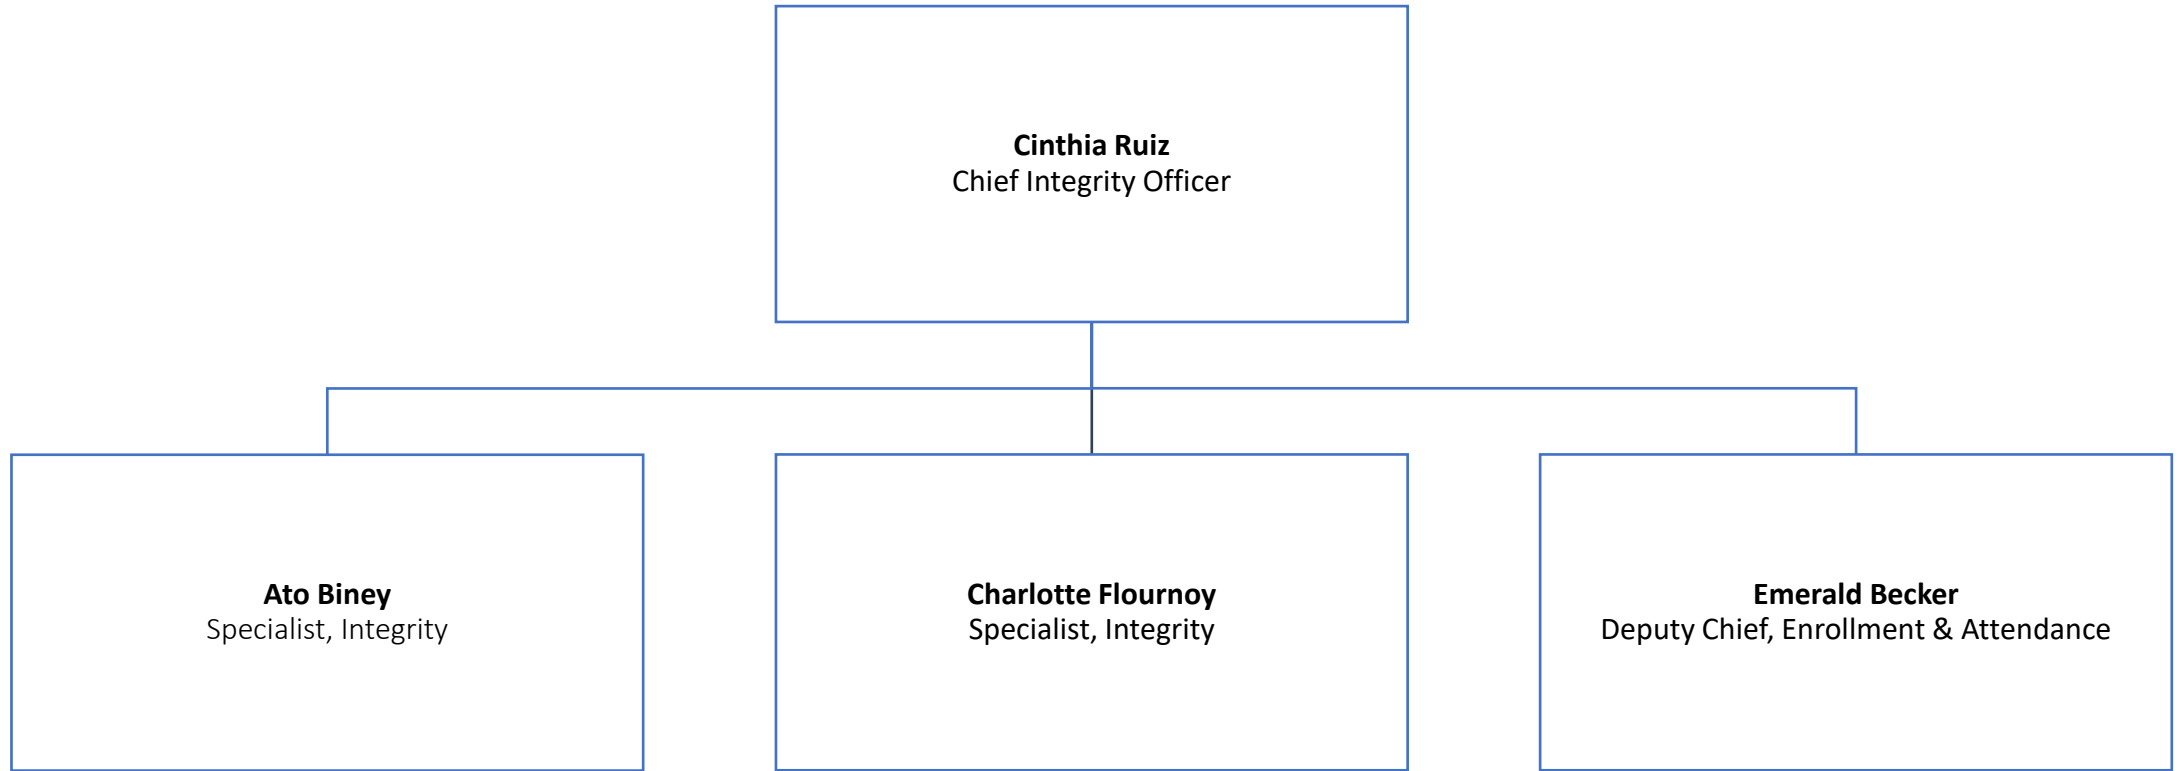 Cinthia Ruiz
Chief Integrity Officer
Ato Biney
Specialist, Integrity
Charlotte Flournoy
Specialist, Integrity
Emerald Becker
Deputy Chief, Enrollment & Attendance